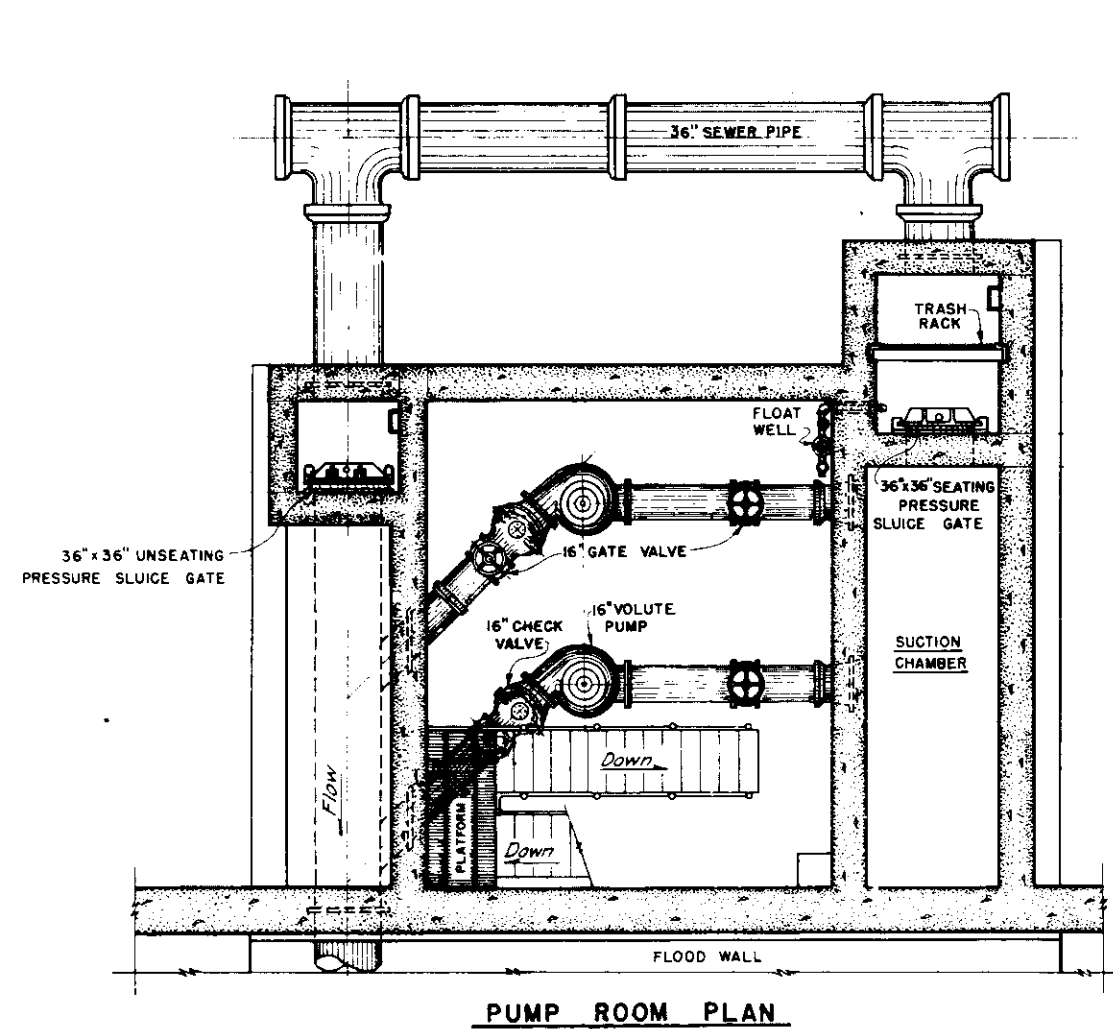 36" SEWER PIPE
TRASH
RACK
FLOAT
WELL
36"x36" SEATING
PRESSURE
SLUICE GATE
36"x36" UNSEATING
PRESSURE SLUICE GATE
16" GATE VALVE
16" VOLUTE
PUMP
16" CHECK
VALVE
SUCTION
CHAMBER
Down
Flow
PLATFORM
Down
FLOOD WALL
PUMP ROOM PLAN